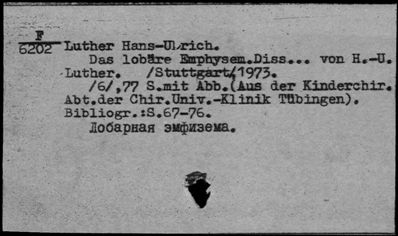 F
6202 Luther Hans-Ulrich.
Das lobäre Emphysem.Diss... von H.-U.
Luther. /Stuttgart/,1973.
/6/,77 S.mit Abb.(Aus der Kinderchir.
Abt.der Chir.Univ.-Klinik Tübingen).
Bibliogr.:S.67-76.
Лобарная эмфизема.